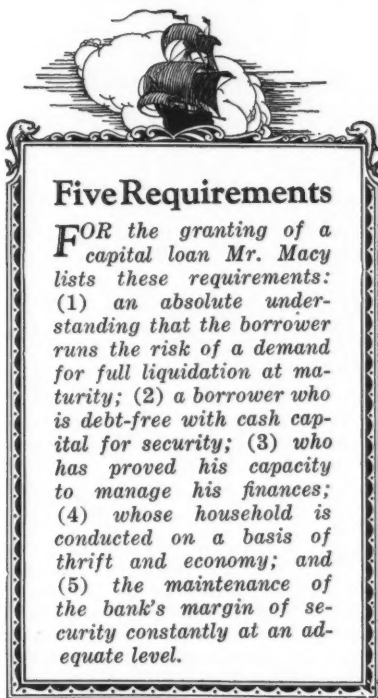 Five Requirements
FOR the granting of a
capital loan Mr. Macy
lists these requirements:
(1) an absolute under-
standing that the borrower
runs the risk of a demand
for full liquidation at ma-
turity; (2) a borrower who
is debt-free with cash cap-
ital for security; (3) who
has proved his capacity
to manage his finances;
(4) whose household is
conducted on a basis of
thrift and economy; and
(5) the maintenance of
the bank's margin of se-
curity constantly at an ad-
equate level.